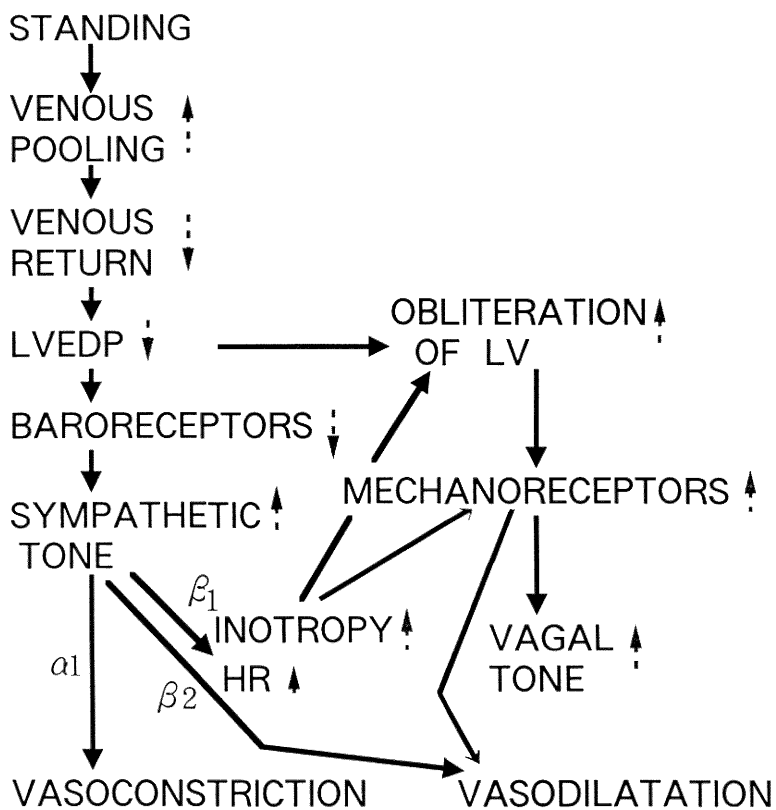 STANDING
VENOUS
POOLING
VENOUS
RETURN
LVEDP
OBLITERATION
OF LV
BARORECEPTORS
MECHANORECEPTORS
SYMPATHETIC
TONE
β1
INOTROPY
HR
VAGAL
TONE
α1
β2
VASOCONSTRICTION
VASODILATATION